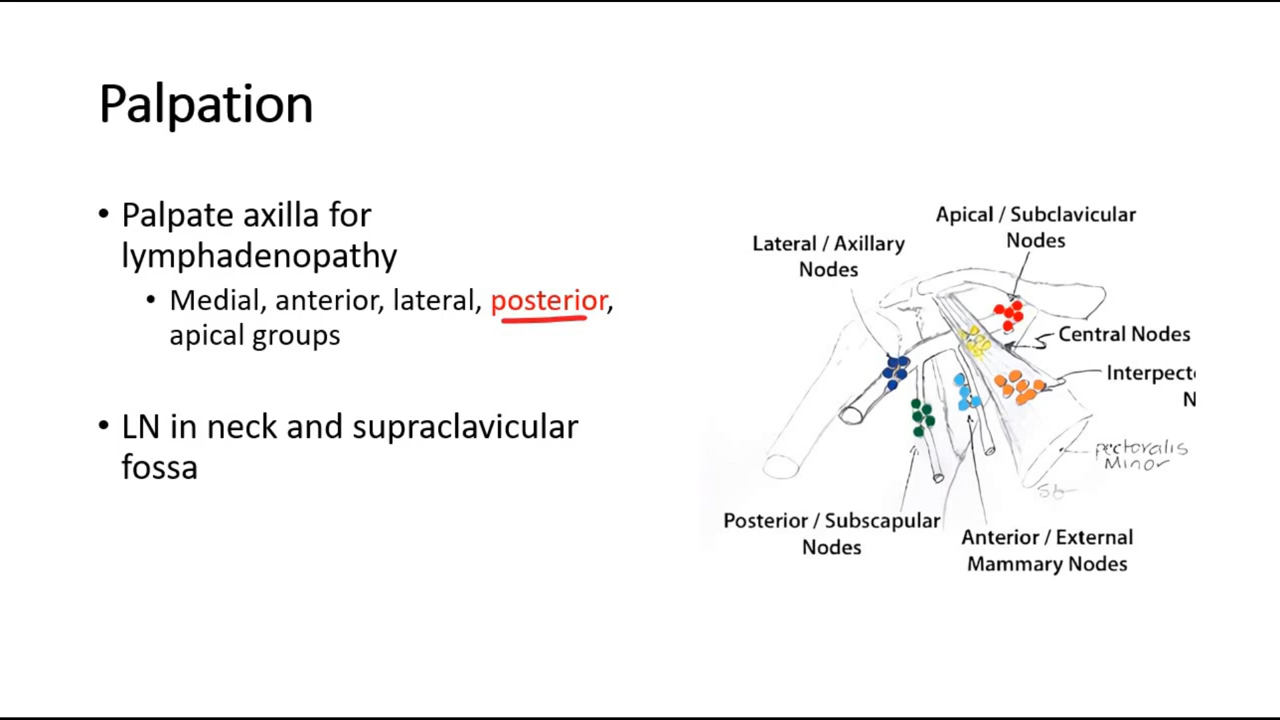 Palpation
• Palpate axilla for
lymphadenopathy
• Medial, anterior, lateral, posterior,
apical groups
• LN in neck and supraclavicular
fossa
Apical / Subclavicular
Nodes
Lateral / Axillary
Nodes
Central Nodes
Interpect
N
pectoralis
Minor
Posterior / Subscapular
Nodes
Anterior / External
Mammary Nodes